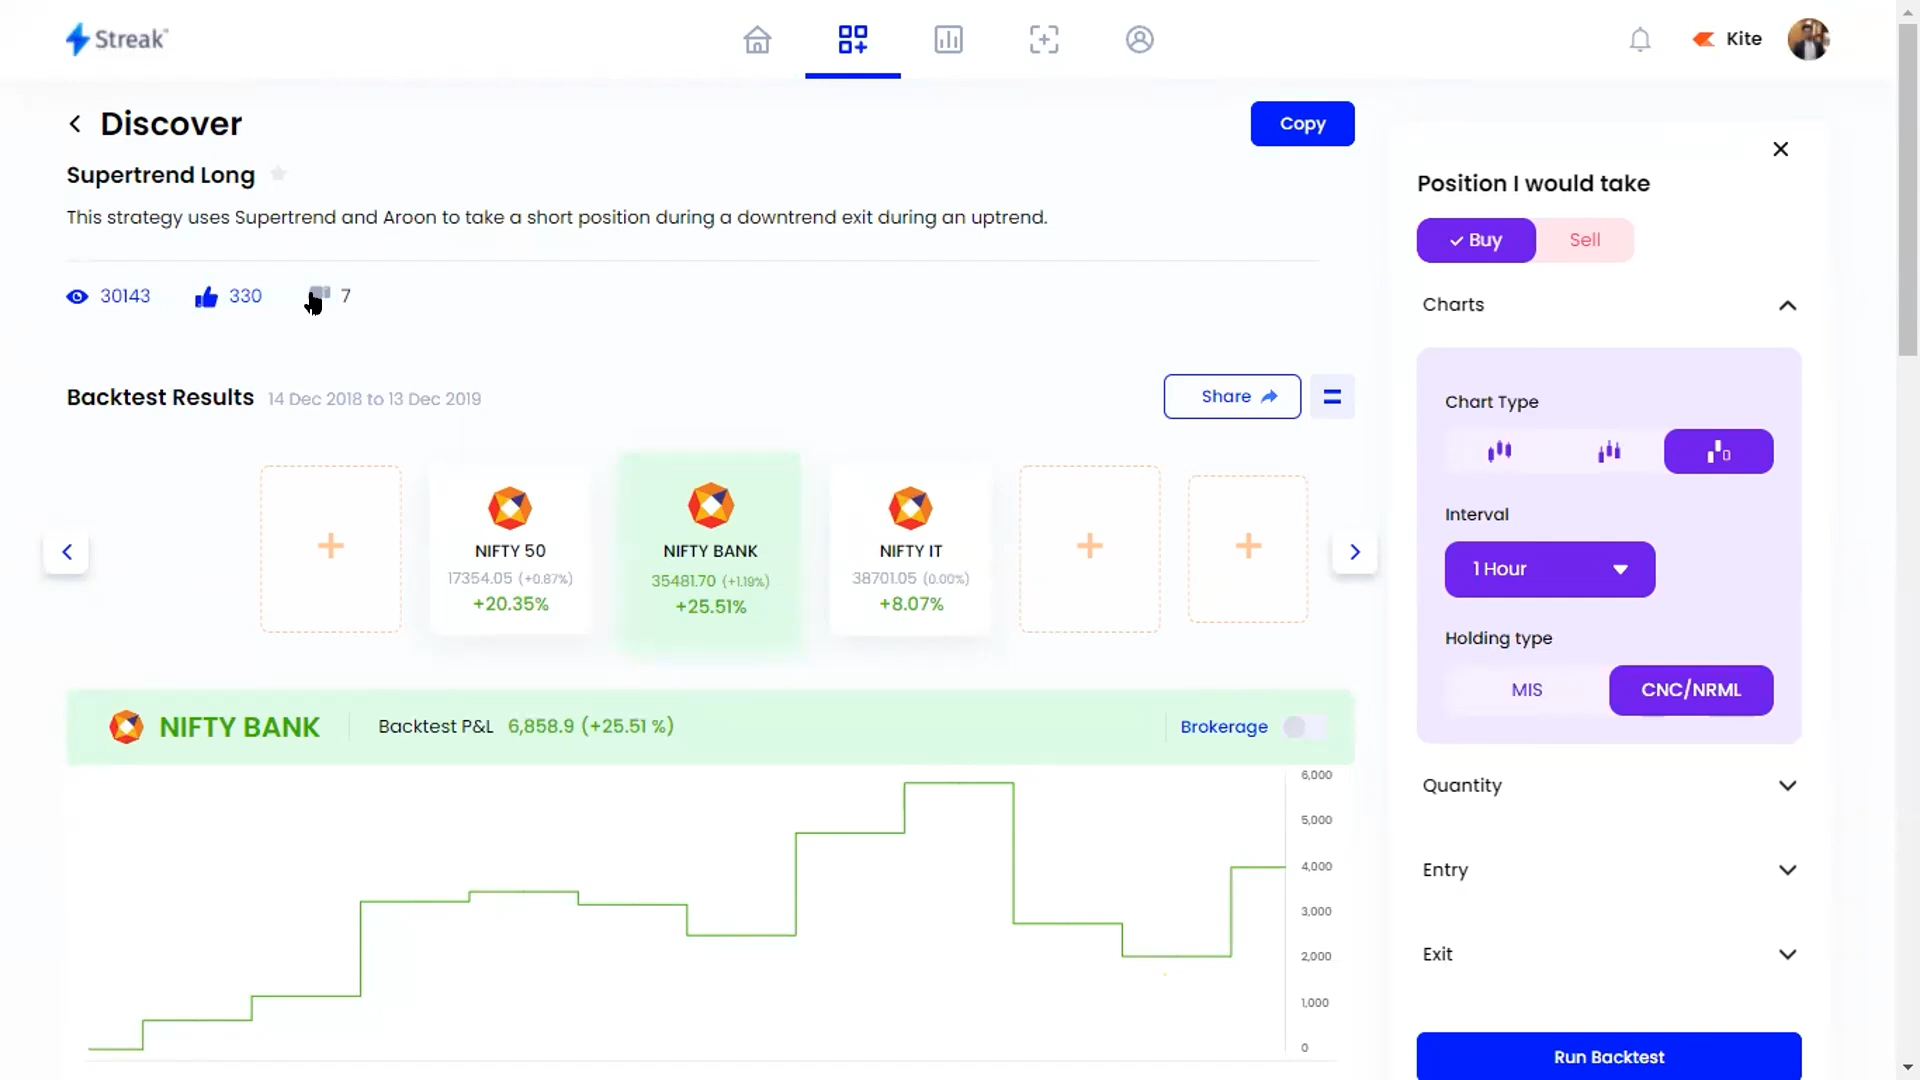 Streak™
Kite
Discover
Copy
Supertrend Long
This strategy uses Supertrend and Aroon to take a short position during a downtrend exit during an uptrend.
30143
330
7
Backtest Results 14 Dec 2018 to 13 Dec 2019
Share
NIFTY 50
17354.05 (+0.87%)
+20.35%
NIFTY BANK
35481.70 (+1.19%)
+25.51%
NIFTY IT
38701.05 (0.00%)
+8.07%
NIFTY BANK
Backtest P&L 6,858.9 (+25.51 %)
Brokerage
6,000
5,000
4,000
3,000
2,000
1,000
0
Position I would take
Buy
Sell
Charts
Chart Type
D
Interval
1 Hour
Holding type
MIS
CNC/NRML
Quantity
Entry
Exit
Run Backtest